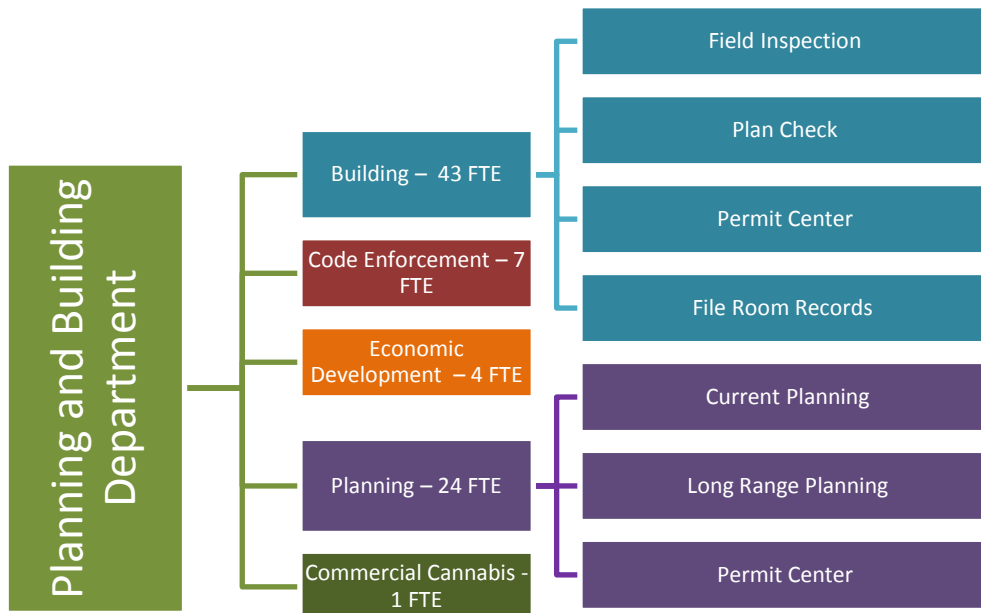 Planning and Building
Department
Building – 43 FTE
Field Inspection
Plan Check
Permit Center
File Room Records
Code Enforcement – 7
FTE
Economic
Development – 4 FTE
Planning – 24 FTE
Current Planning
Long Range Planning
Permit Center
Commercial Cannabis -
1 FTE